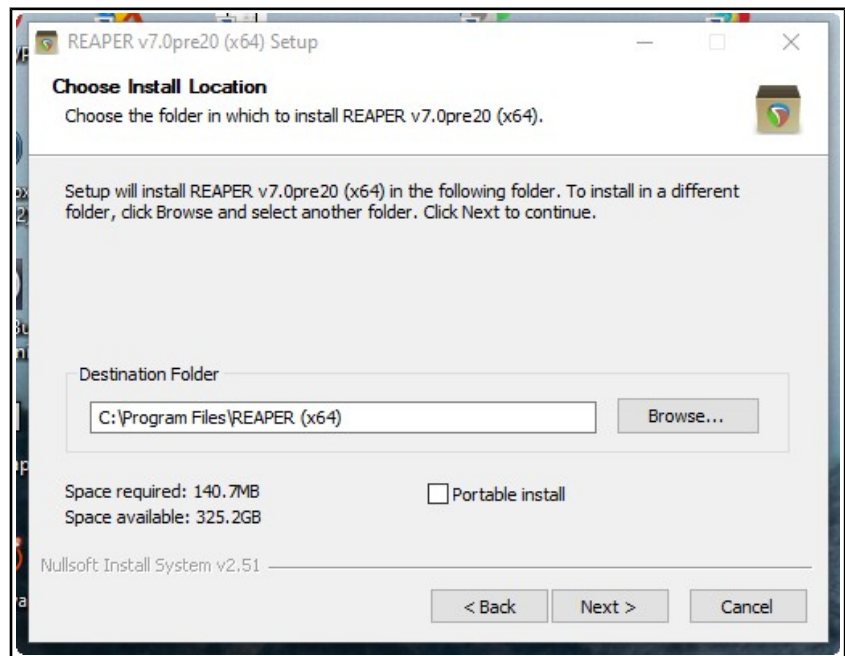 REAPER v7.0pre20 (x64) Setup
Choose Install Location
Choose the folder in which to install REAPER v7.0pre20 (x64).
Setup will install REAPER v7.0pre20 (x64) in the following folder. To install in a different
folder, click Browse and select another folder. Click Next to continue.
Destination Folder
C:\Program Files\REAPER (x64)
Browse...
Space required: 140.7MB
Portable install
Space available: 325.2GB
Nullsoft Install System v2.51
< Back
Next >
Cancel